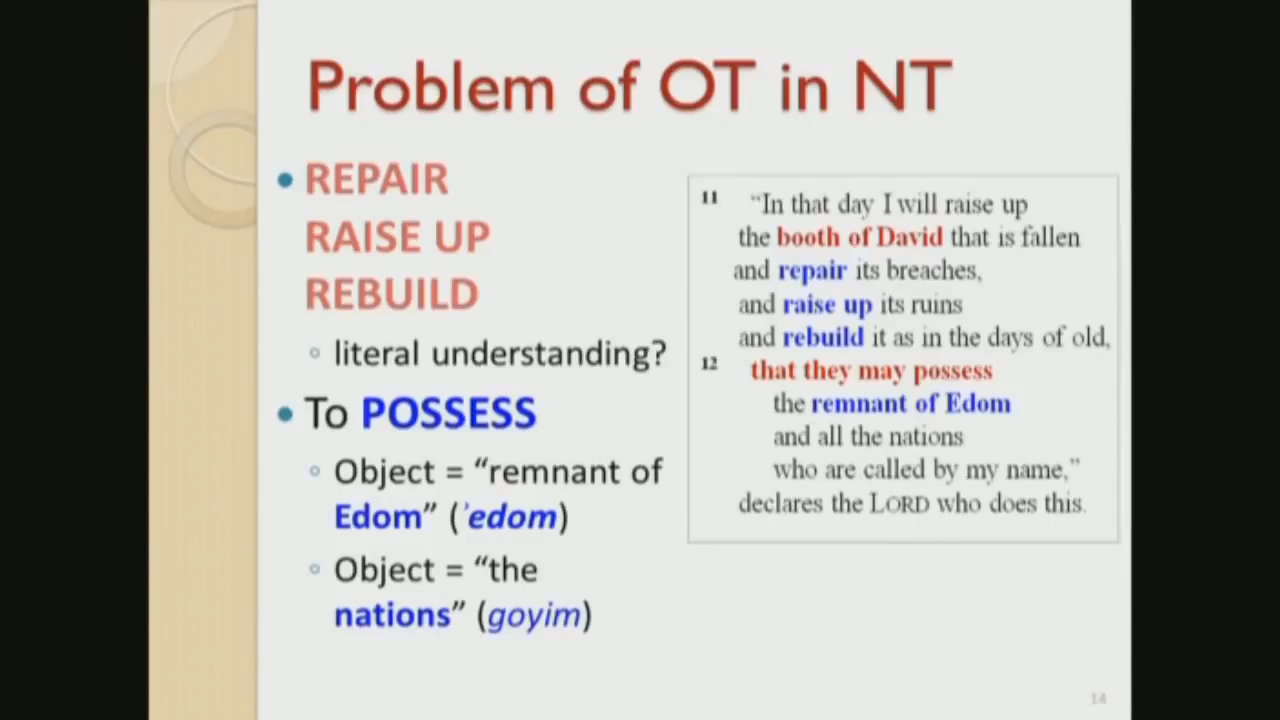 Problem of OT in NT
• REPAIR
RAISE UP
REBUILD
◦ literal understanding?
• To POSSESS
◦ Object = “remnant of
Edom” (ʾedom)
◦ Object = “the
nations” (goyim)
11 “In that day I will raise up
the booth of David that is fallen
and repair its breaches,
and raise up its ruins
and rebuild it as in the days of old,
12 that they may possess
the remnant of Edom
and all the nations
who are called by my name,”
declares the LORD who does this.
14